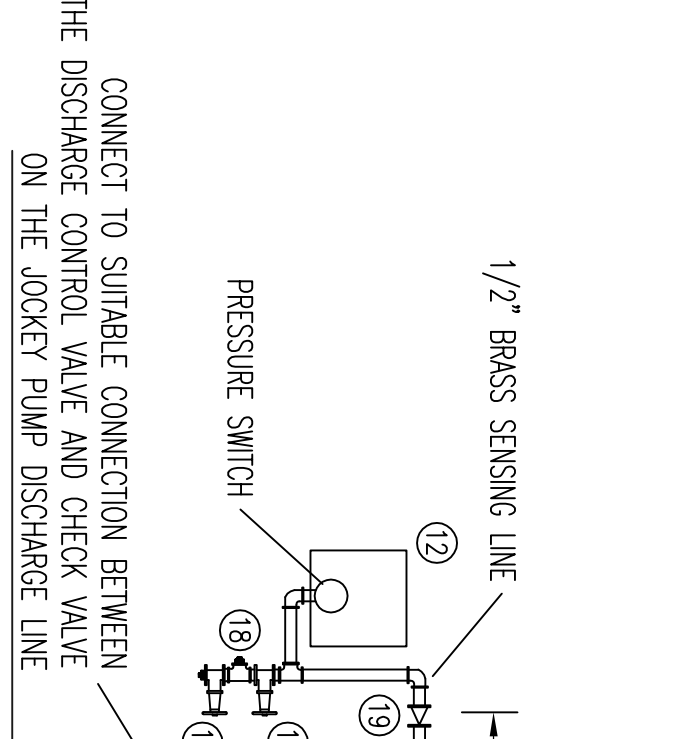 1/2" BRASS SENSING LINE
12
PRESSURE SWITCH
19
18
CONNECT TO SUITABLE CONNECTION BETWEEN
THE DISCHARGE CONTROL VALVE AND CHECK VALVE
ON THE JOCKEY PUMP DISCHARGE LINE